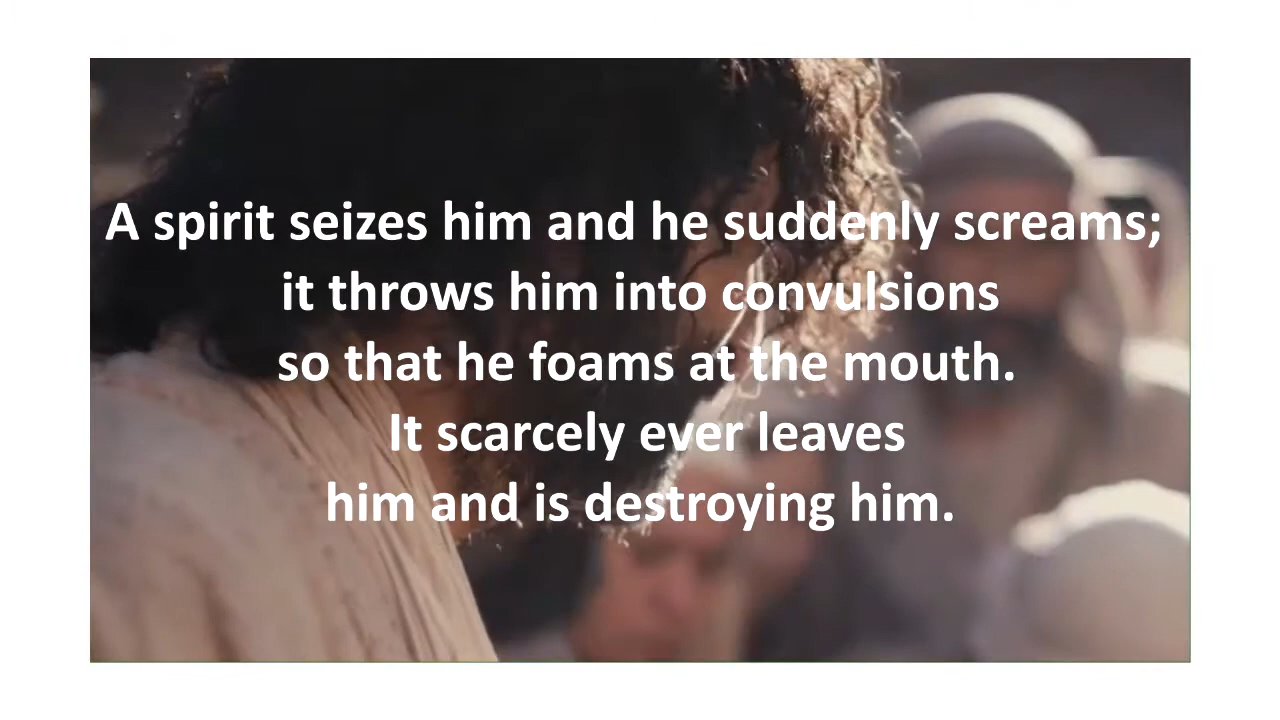 A spirit seizes him and he suddenly screams;
it throws him into convulsions
so that he foams at the mouth.
It scarcely ever leaves
him and is destroying him.